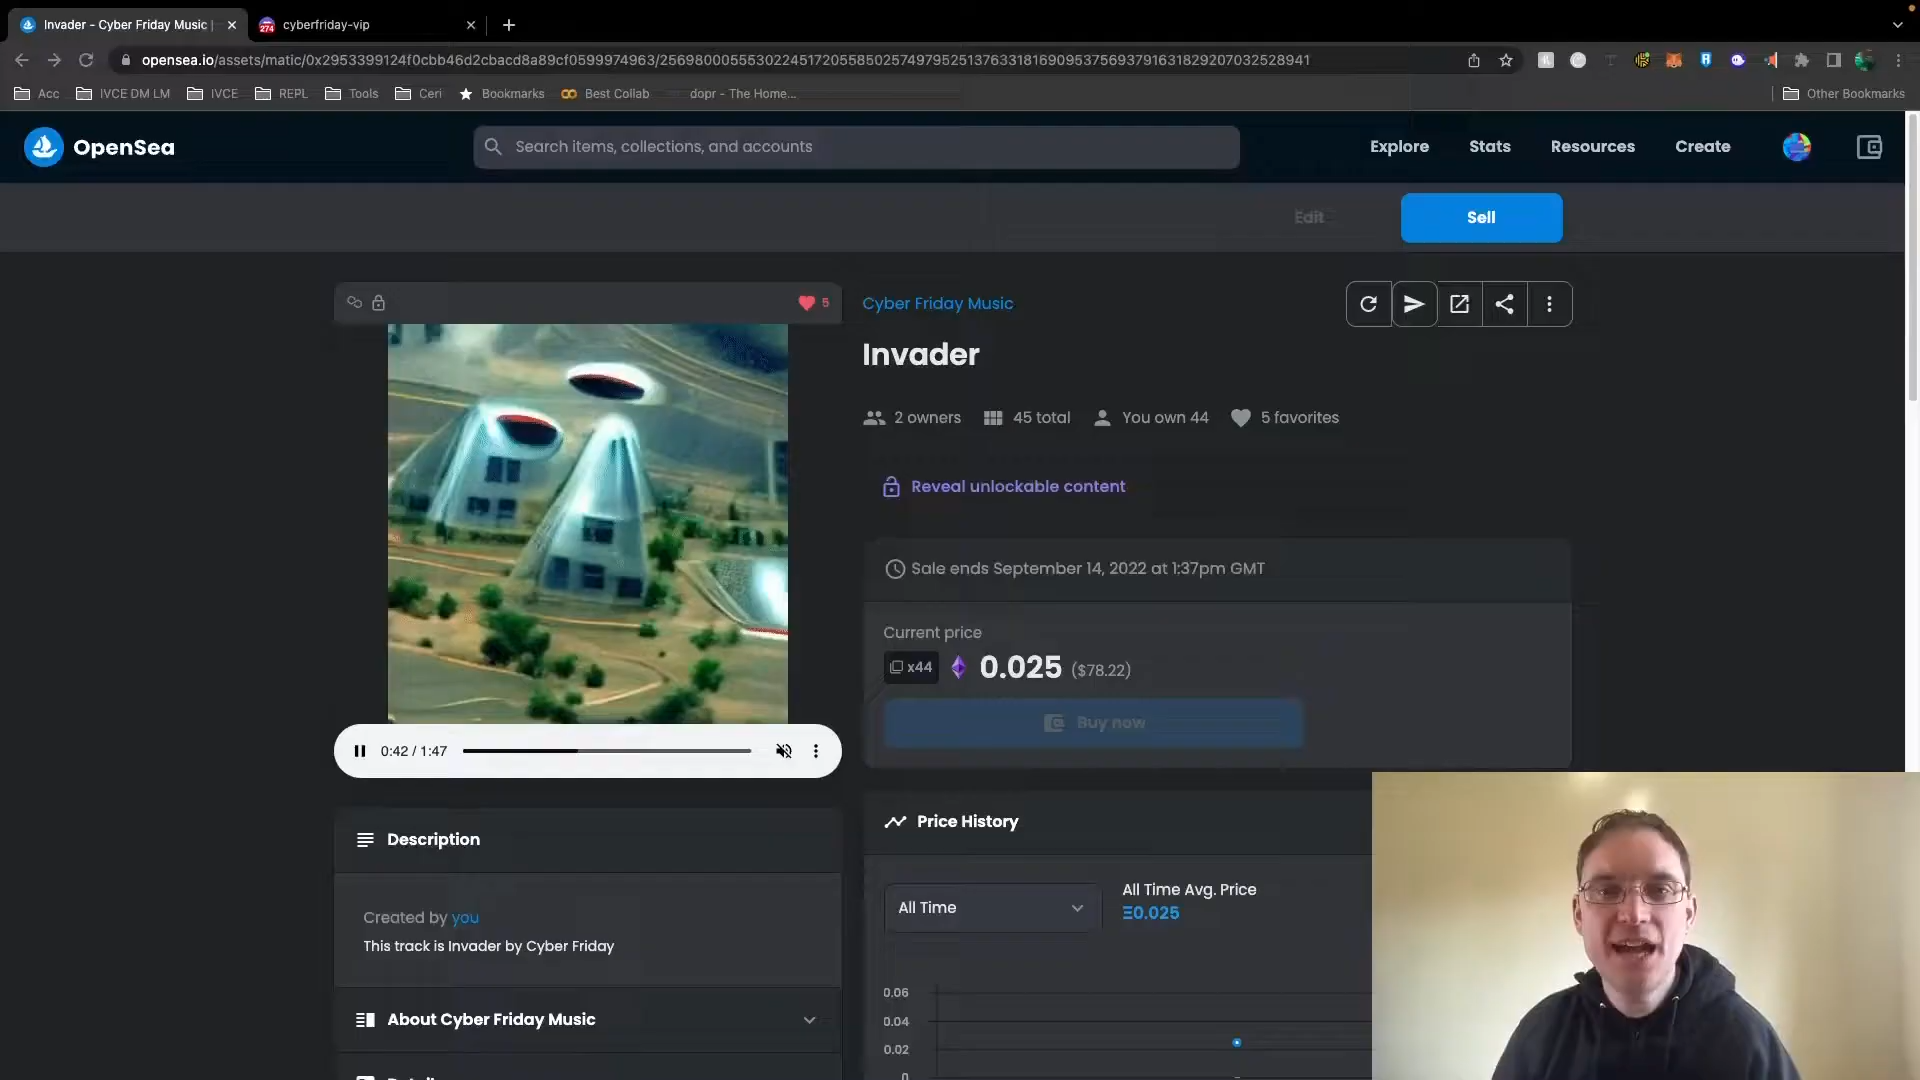 Invader - Cyber Friday Music |
274 cyberfriday-vip
opensea.io/assets/matic/0x2953399124f0cbb46d2cbacd8a89cf0599974963/25698000555302245172055850257497952513763318169095375693791631829207032528941
Acc IVCE DM LM IVCE REPL Tools Ceri Bookmarks Best Collab dopr - The Home... Other Bookmarks
OpenSea
Search items, collections, and accounts
Explore Stats Resources Create
Edit Sell
5
Cyber Friday Music
Invader
2 owners 45 total You own 44 5 favorites
Reveal unlockable content
Sale ends September 14, 2022 at 1:37pm GMT
Current price
x44 0.025 ($78.22)
Buy now
0:42 / 1:47
Description
Created by you
This track is Invader by Cyber Friday
About Cyber Friday Music
Price History
All Time
All Time Avg. Price
Ξ0.025
0.06
0.04
0.02
0